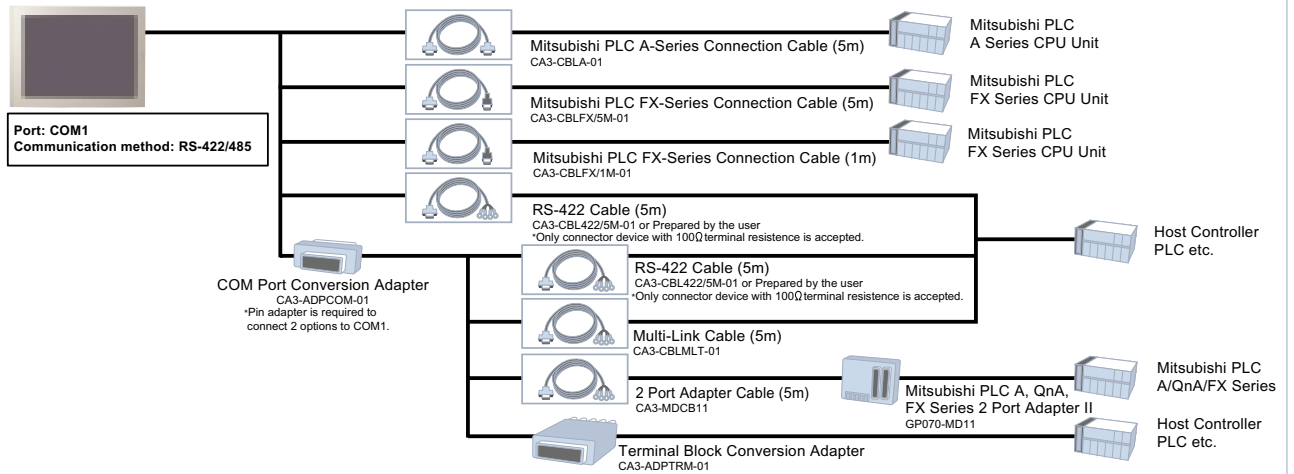 Mitsubishi PLC A-Series Connection Cable (5m)
CA3-CBLA-01
Mitsubishi PLC
A Series CPU Unit
Mitsubishi PLC FX-Series Connection Cable (5m)
CA3-CBLFX/5M-01
Mitsubishi PLC
FX Series CPU Unit
Port: COM1
Communication method: RS-422/485
Mitsubishi PLC FX-Series Connection Cable (1m)
CA3-CBLFX/1M-01
Mitsubishi PLC
FX Series CPU Unit
RS-422 Cable (5m)
CA3-CBL422/5M-01 or Prepared by the user
*Only connector device with 100Ω terminal resistence is accepted.
Host Controller
PLC etc.
COM Port Conversion Adapter
CA3-ADPCOM-01
*Pin adapter is required to
connect 2 options to COM1.
RS-422 Cable (5m)
CA3-CBL422/5M-01 or Prepared by the user
*Only connector device with 100Ω terminal resistence is accepted.
Multi-Link Cable (5m)
CA3-CBLMLT-01
2 Port Adapter Cable (5m)
CA3-MDCB11
Mitsubishi PLC A, QnA,
FX Series 2 Port Adapter II
GP070-MD11
Mitsubishi PLC
A/QnA/FX Series
Terminal Block Conversion Adapter
CA3-ADPTRM-01
Host Controller
PLC etc.